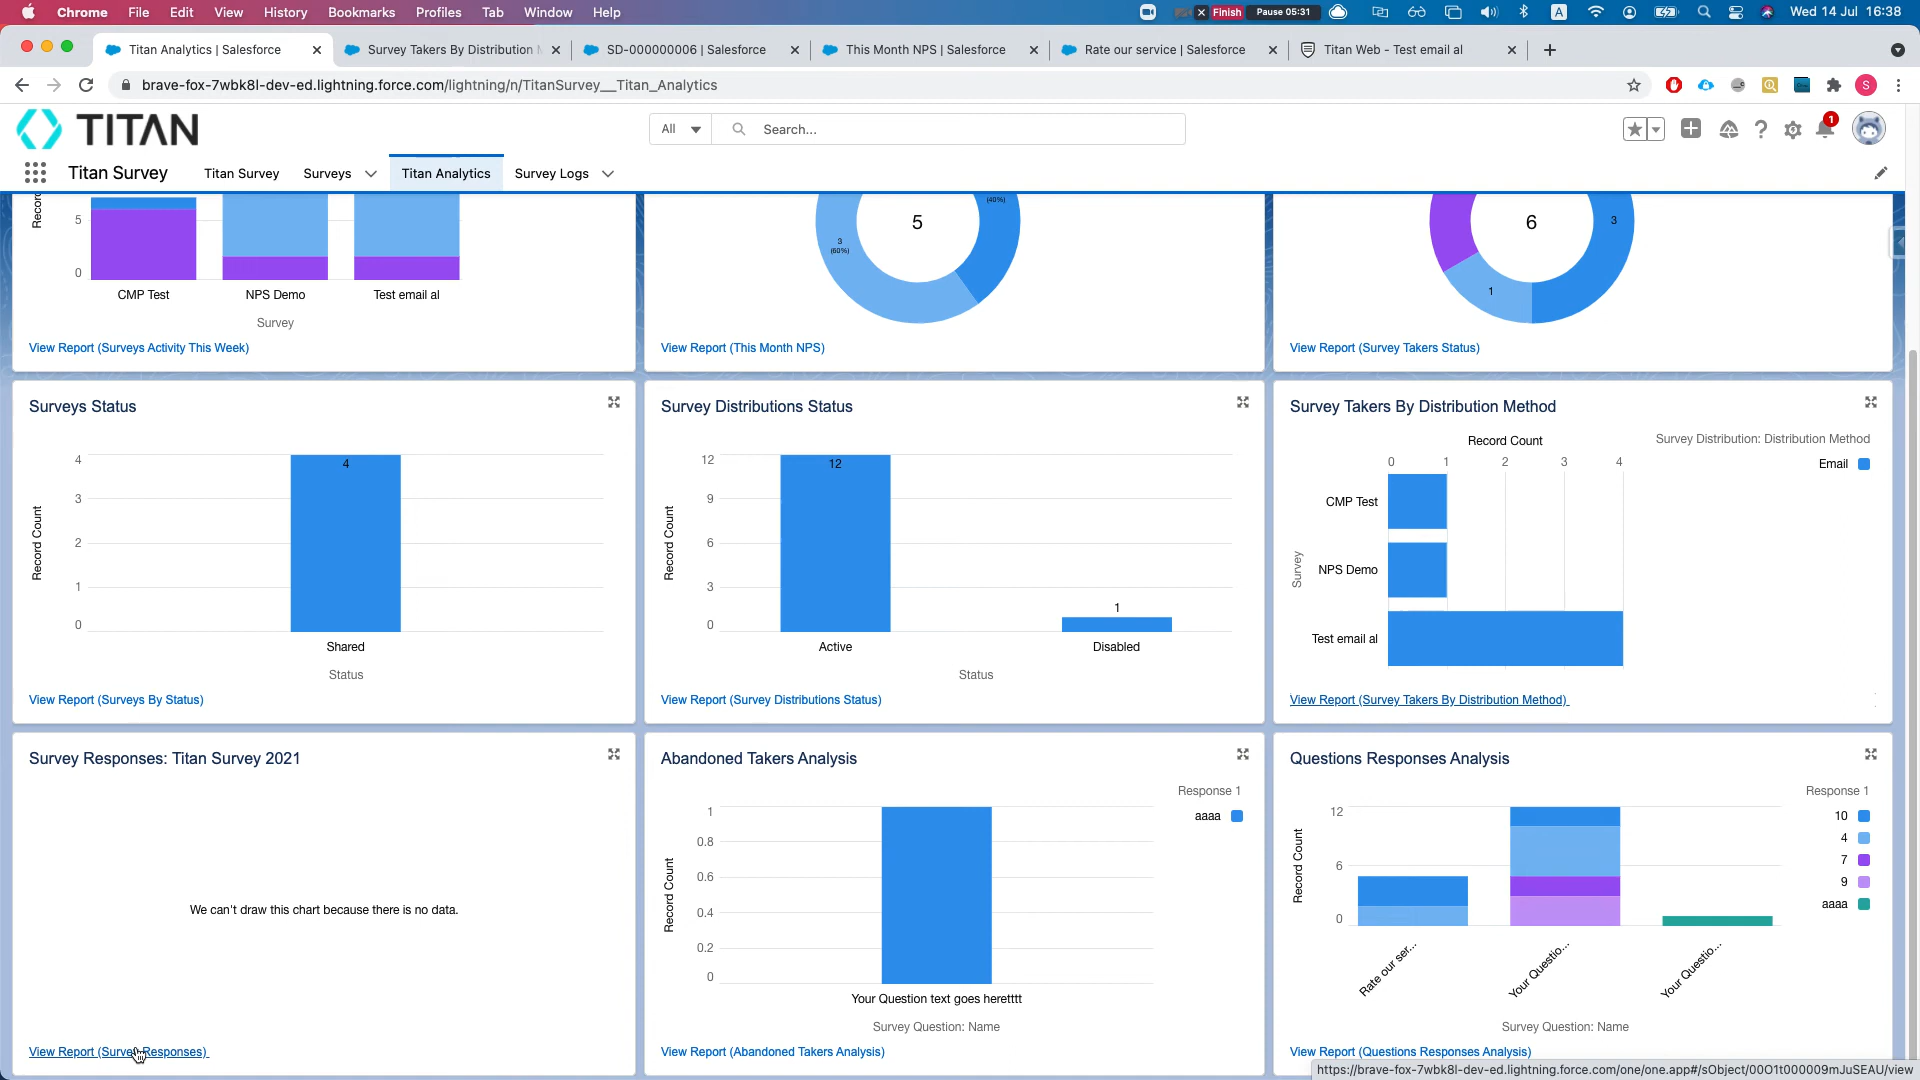 Chrome File Edit View History Bookmarks Profiles Tab Window Help
Finish Pause 05:31 A Wed 14 Jul 16:38
Titan Analytics | Salesforce
Survey Takers By Distribution
SD-000000006 | Salesforce
This Month NPS | Salesforce
Rate our service | Salesforce
Titan Web - Test email al
brave-fox-7wbk8l-dev-ed.lightning.force.com/lightning/n/TitanSurvey__Titan_Analytics
S
TITAN
All
Search...
1
Titan Survey
Titan Survey Surveys Titan Analytics Survey Logs
5
0
CMP Test NPS Demo Test email al
Survey
View Report (Surveys Activity This Week)
(40%)
5
3
(60%)
View Report (This Month NPS)
6
3
1
View Report (Survey Takers Status)
Surveys Status
4
3
2
1
0
Record Count
4
Shared
Status
View Report (Surveys By Status)
Survey Distributions Status
12
9
6
3
0
Record Count
12
1
Active Disabled
Status
View Report (Survey Distributions Status)
Survey Takers By Distribution Method
Record Count
Survey Distribution: Distribution Method
0 1 2 3 4
Email
Survey
CMP Test
NPS Demo
Test email al
View Report (Survey Takers By Distribution Method)
Survey Responses: Titan Survey 2021
We can't draw this chart because there is no data.
View Report (Survey Responses)
Abandoned Takers Analysis
Response 1
aaaa
1
0.8
0.6
0.4
0.2
0
Record Count
Your Question text goes heretttt
Survey Question: Name
View Report (Abandoned Takers Analysis)
Questions Responses Analysis
Response 1
10
4
7
9
aaaa
12
6
0
Record Count
Rate our ser...
Your Questio...
Your Questio...
Survey Question: Name
View Report (Questions Responses Analysis)
https://brave-fox-7wbk8l-dev-ed.lightning.force.com/one/one.app#/sObject/00O1t000009mJuSEAU/view